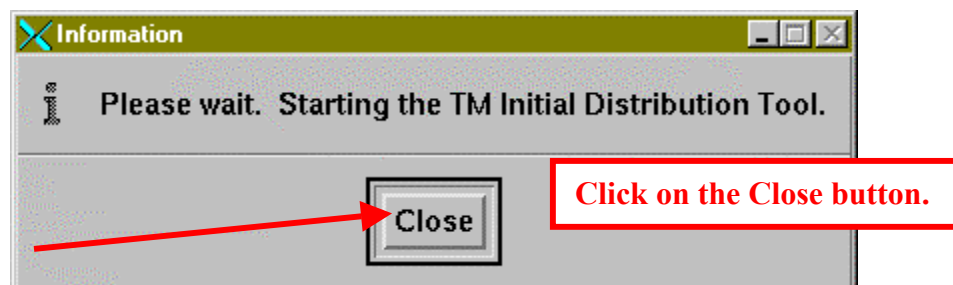 Information
Please wait. Starting the TM Initial Distribution Tool.
Click on the Close button.
Close